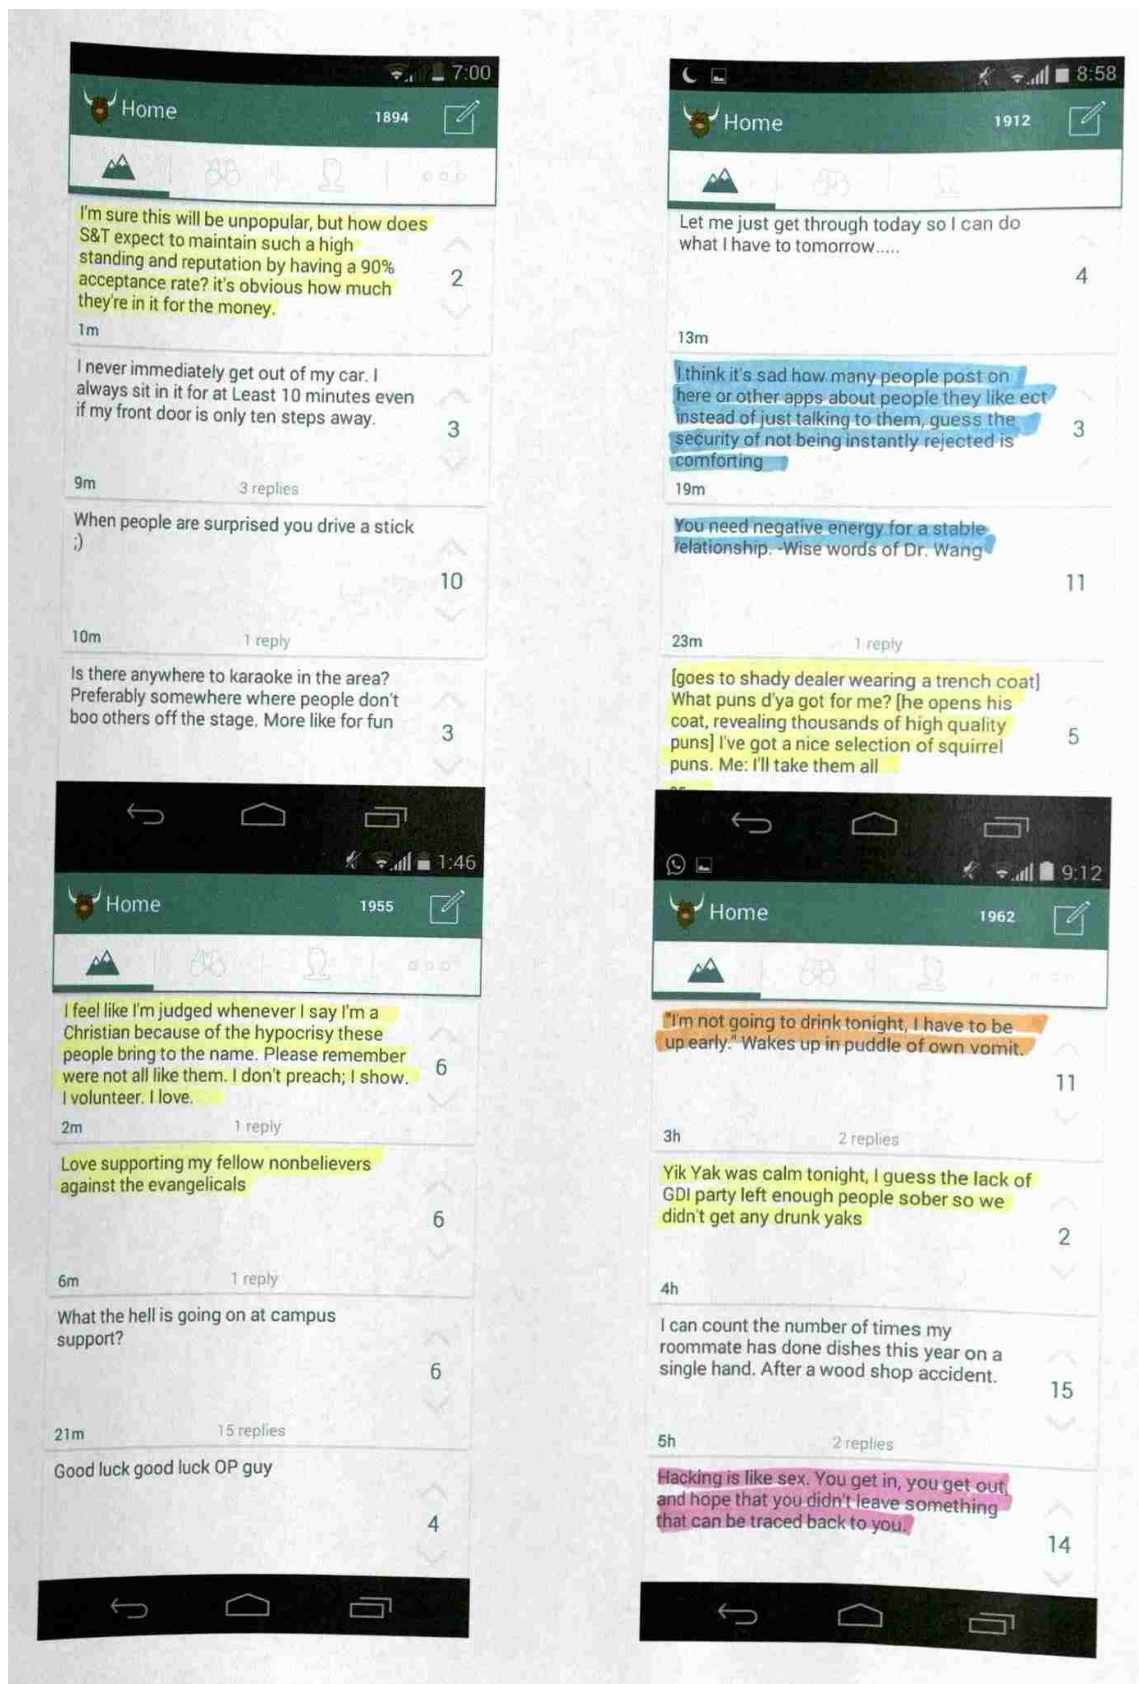 7:00
Home
1894
I'm sure this will be unpopular, but how does
S&T expect to maintain such a high
standing and reputation by having a 90%
acceptance rate? it's obvious how much
they're in it for the money.
2
1m
I never immediately get out of my car. I
always sit in it for at Least 10 minutes even
if my front door is only ten steps away.
3
9m
3 replies
When people are surprised you drive a stick
;)
10
10m
1 reply
Is there anywhere to karaoke in the area?
Preferably somewhere where people don't
boo others off the stage. More like for fun
3
1:46
Home
1955
I feel like I'm judged whenever I say I'm a
Christian because of the hypocrisy these
people bring to the name. Please remember
were not all like them. I don't preach; I show.
I volunteer. I love.
6
2m
1 reply
Love supporting my fellow nonbelievers
against the evangelicals
6
6m
1 reply
What the hell is going on at campus
support?
6
21m
15 replies
Good luck good luck OP guy
4
8:58
Home
1912
Let me just get through today so I can do
what I have to tomorrow.....
4
13m
I think it's sad how many people post on
here or other apps about people they like ect
instead of just talking to them, guess the
security of not being instantly rejected is
comforting
3
19m
You need negative energy for a stable
relationship. -Wise words of Dr. Wang
11
23m
1 reply
[goes to shady dealer wearing a trench coat]
What puns d'ya got for me? [he opens his
coat, revealing thousands of high quality
puns] I've got a nice selection of squirrel
puns. Me: I'll take them all
5
9:12
Home
1962
"I'm not going to drink tonight, I have to be
up early." Wakes up in puddle of own vomit.
11
3h
2 replies
Yik Yak was calm tonight, I guess the lack of
GDI party left enough people sober so we
didn't get any drunk yaks
2
4h
I can count the number of times my
roommate has done dishes this year on a
single hand. After a wood shop accident.
15
5h
2 replies
Hacking is like sex. You get in, you get out,
and hope that you didn't leave something
that can be traced back to you.
14